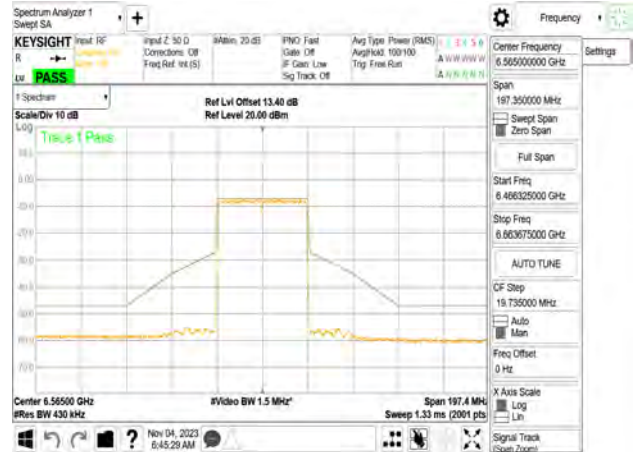 Spectrum Analyzer 1
Swept SA
+
Frequency
KEYSIGHT
Input: RF
Input Z: 50 Ω
#Atten: 20 dB
PNO: Fast
Avg Type: Power (RMS)
R
Corrections: Off
Gate: Off
Avg|Hold: 100/100
A W W W W W
Freq Ref: Int (S)
IF Gain: Low
Trig: Free Run
LW PASS
Sig Track: Off
A N N N N N
1 Spectrum
Ref Lvl Offset 13.40 dB
Scale/Div 10 dB
Ref Level 20.00 dBm
Log
Trace 1 Pass
Center 6.56500 GHz
#Video BW 1.5 MHz*
Span 197.4 MHz
#Res BW 430 kHz
Sweep 1.33 ms (2001 pts
Nov 04, 2023
6:45:29 AM
Center Frequency
6.565000000 GHz
Settings
Span
197.350000 MHz
Swept Span
Zero Span
Full Span
Start Freq
6.466325000 GHz
Stop Freq
6.663675000 GHz
AUTO TUNE
CF Step
19.735000 MHz
Auto
Man
Freq Offset
0 Hz
X Axis Scale
Log
Lin
Signal Track
(Span Zoom)